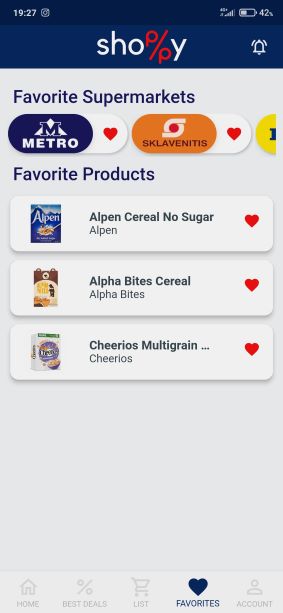 19:27
42%
shoppy
Favorite Supermarkets
METRO
SKLAVENITIS
Favorite Products
Alpen
Alpen Cereal No Sugar
Alpen
Alpha Bites Cereal
Alpha Bites
Cheerios Multigrain ...
Cheerios
HOME
BEST DEALS
LIST
FAVORITES
ACCOUNT